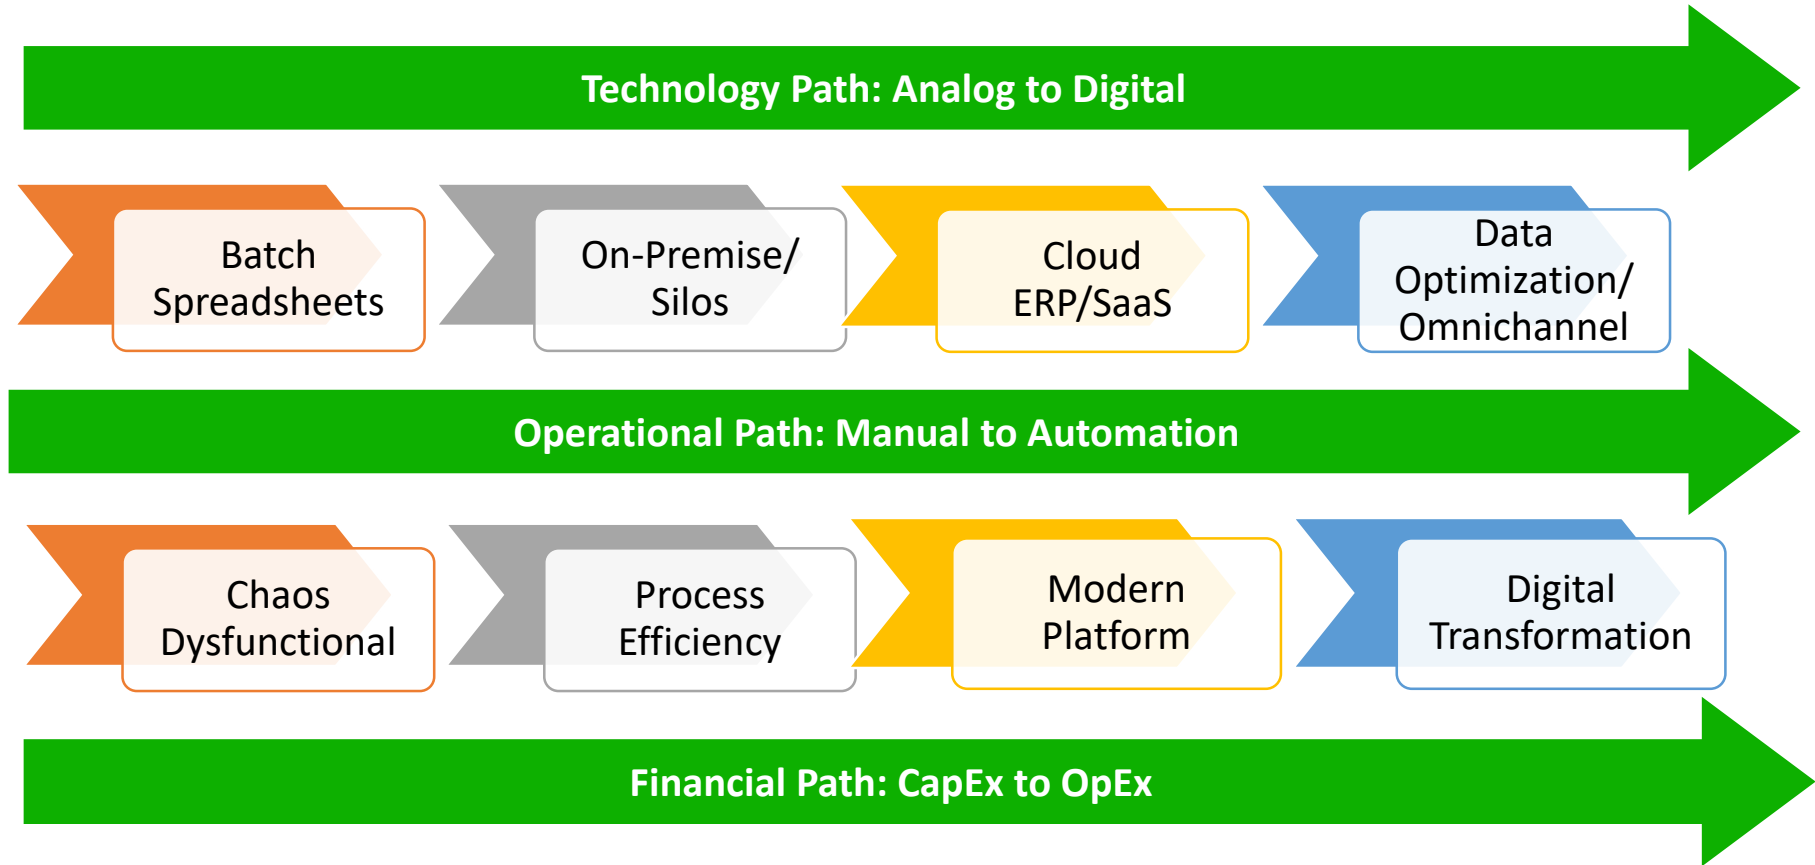 Technology Path: Analog to Digital
Batch
Spreadsheets
On-Premise/
Silos
Cloud
ERP/SaaS
Data
Optimization/
Omnichannel
Operational Path: Manual to Automation
Chaos
Dysfunctional
Process
Efficiency
Modern
Platform
Digital
Transformation
Financial Path: CapEx to OpEx